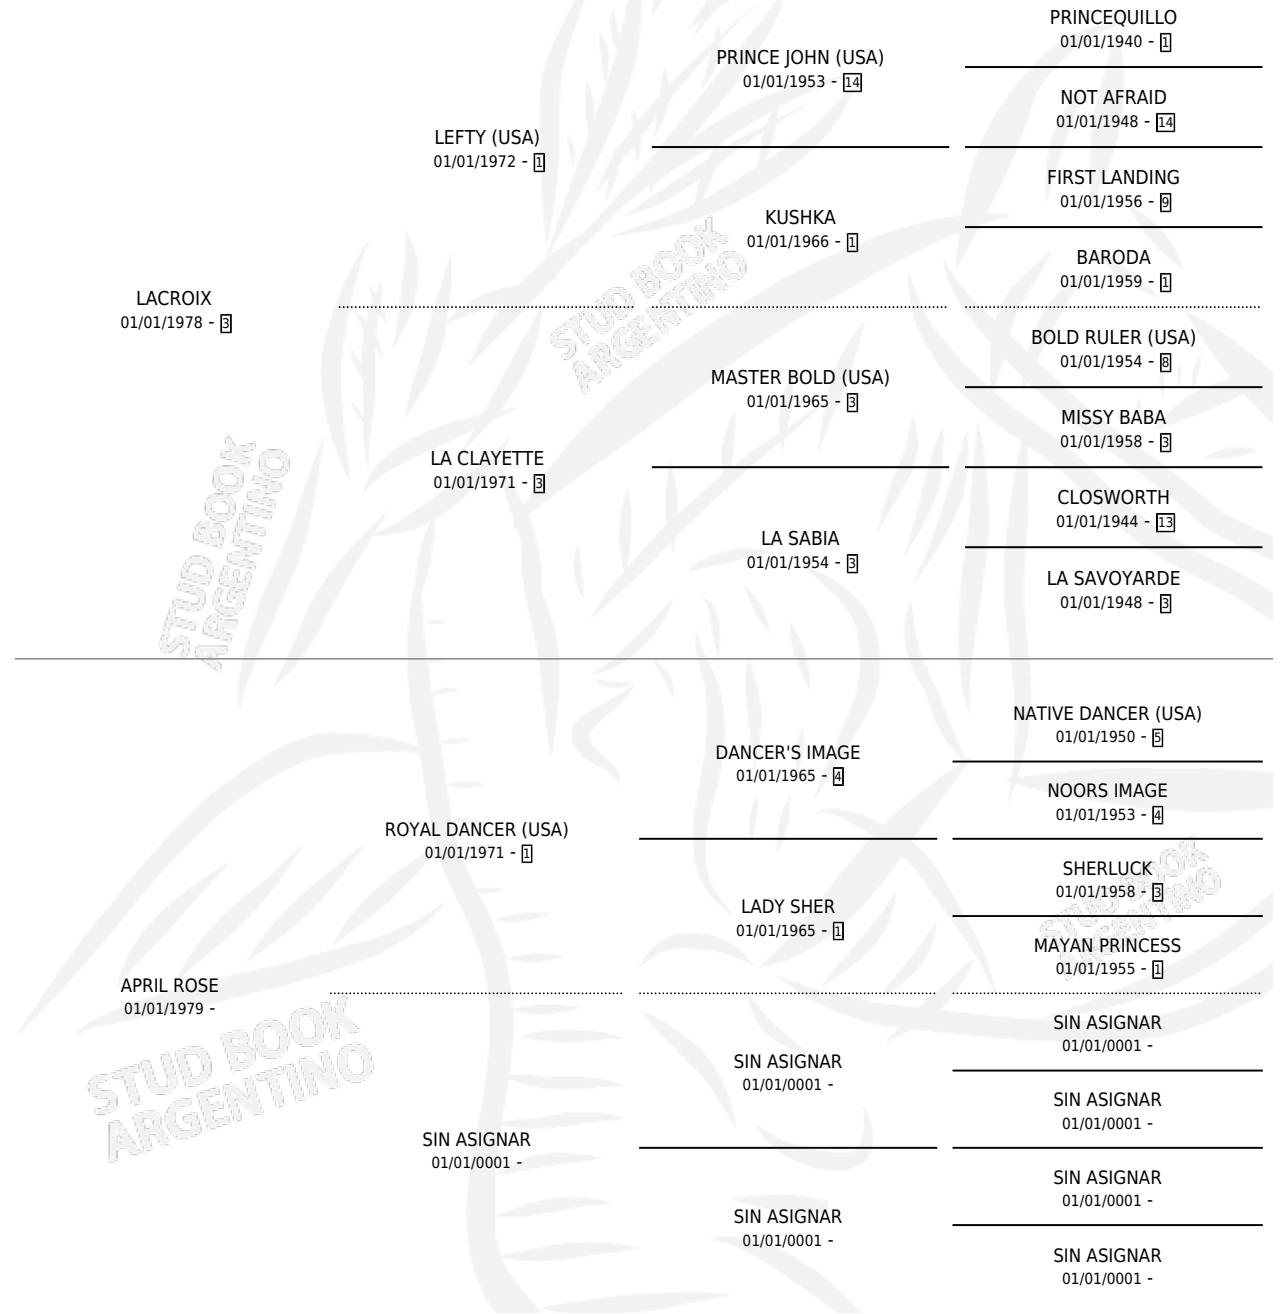 PRINCEQUILLO
01/01/1940 - 1
PRINCE JOHN (USA)
01/01/1953 - 14
NOT AFRAID
01/01/1948 - 14
LEFTY (USA)
01/01/1972 - 1
FIRST LANDING
01/01/1956 - 9
KUSHKA
01/01/1966 - 1
BARODA
01/01/1959 - 1
LACROIX
01/01/1978 - 3
STUD BOOK
ARGENTINO
BOLD RULER (USA)
01/01/1954 - 8
MASTER BOLD (USA)
01/01/1965 - 3
MISSY BABA
01/01/1958 - 3
LA CLAYETTE
01/01/1971 - 3
CLOSWORTH
01/01/1944 - 13
LA SABIA
01/01/1954 - 3
LA SAVOYARDE
01/01/1948 - 3
STUD BOOK
ARGENTINO
NATIVE DANCER (USA)
01/01/1950 - 5
DANCER'S IMAGE
01/01/1965 - 4
NOORS IMAGE
01/01/1953 - 4
ROYAL DANCER (USA)
01/01/1971 - 1
SHERLUCK
01/01/1958 - 3
LADY SHER
01/01/1965 - 1
STUD BOOK
ARGENTINO
MAYAN PRINCESS
01/01/1955 - 1
APRIL ROSE
01/01/1979 -
SIN ASIGNAR
01/01/0001 -
SIN ASIGNAR
01/01/0001 -
SIN ASIGNAR
01/01/0001 -
STUD BOOK
ARGENTINO
SIN ASIGNAR
01/01/0001 -
SIN ASIGNAR
01/01/0001 -
SIN ASIGNAR
01/01/0001 -
SIN ASIGNAR
01/01/0001 -